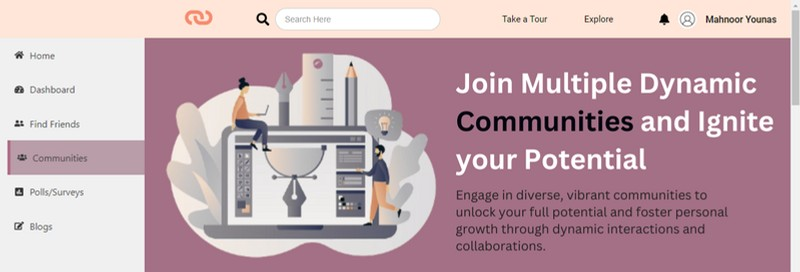 Search Here
Take a Tour
Explore
Mahnoor Younas
Home
Dashboard
Find Friends
Communities
Polls/Surveys
Blogs
Join Multiple Dynamic
Communities and Ignite
your Potential
Engage in diverse, vibrant communities to
unlock your full potential and foster personal
growth through dynamic interactions and
collaborations.